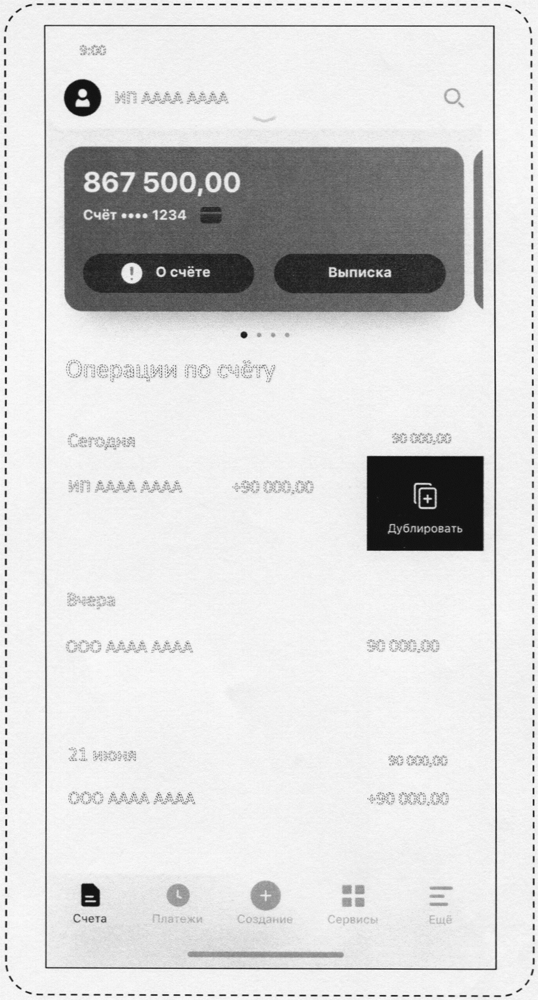 9:00
ИП АААА АААА
867 500,00
Счёт •••• 1234
О счёте
Выписка
Операции по счёту
Сегодня 90 000,00
ИП АААА АААА +90 000,00
Дублировать
Вчера
ООО АААА АААА 90 000,00
21 июня 90 000,00
ООО АААА АААА +90 000,00
Счета Платежи Создание Сервисы Ещё